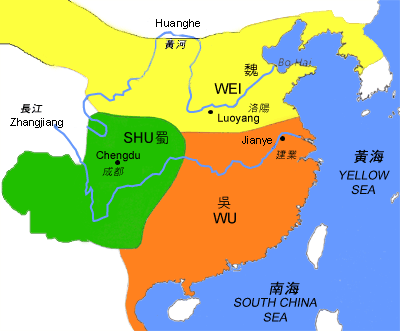 Huanghe
黃河
魏
Bo Hai
WEI
洛陽
Luoyang
長江
Zhangjiang
SHU蜀
Chengdu
成都
Jianye
建業
黃海
YELLOW
SEA
吳
WU
南海
SOUTH CHINA
SEA